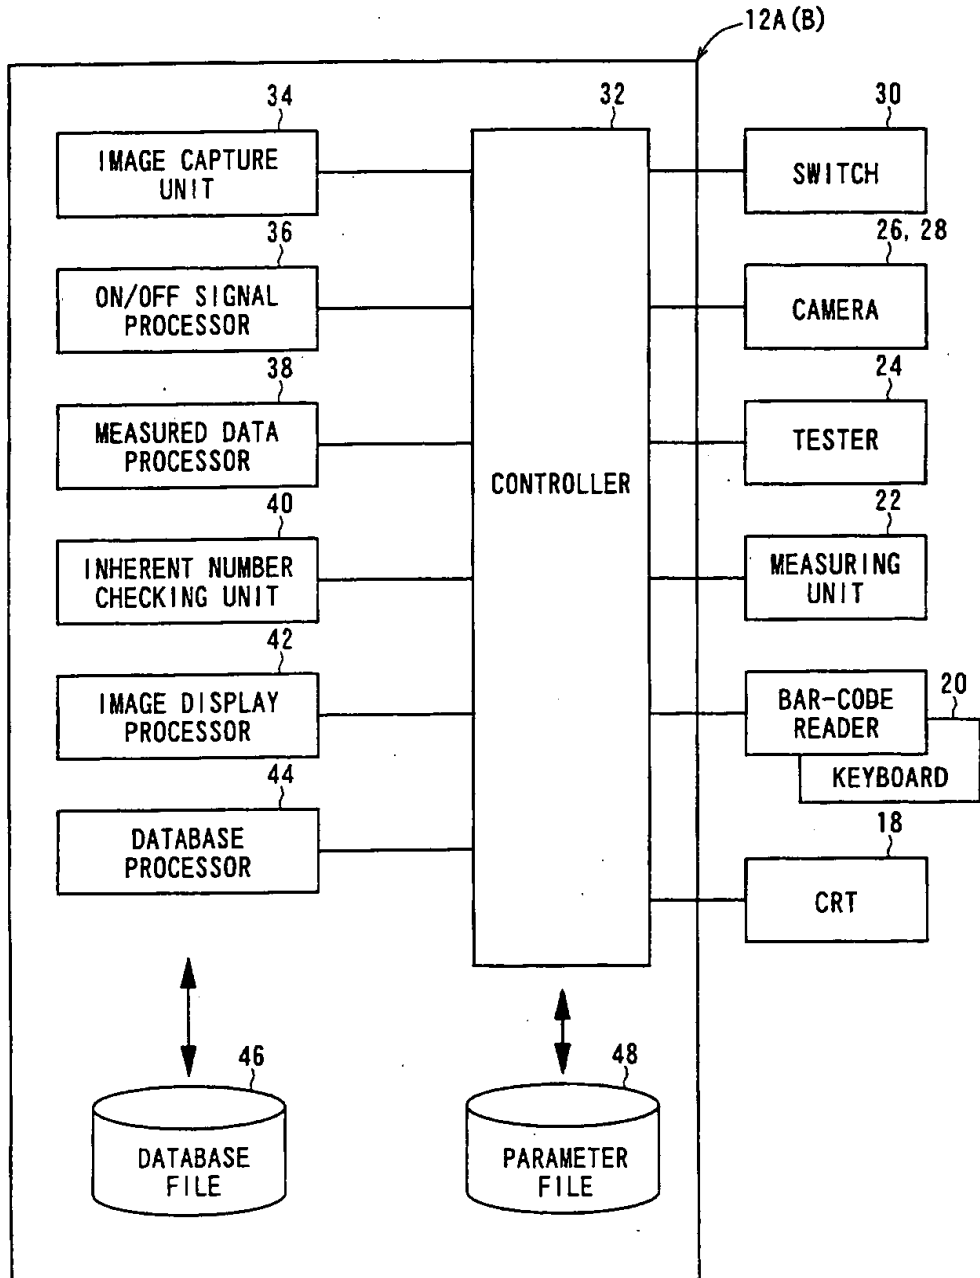 12A(B)
34
IMAGE CAPTURE
UNIT
36
ON/OFF SIGNAL
PROCESSOR
38
MEASURED DATA
PROCESSOR
40
INHERENT NUMBER
CHECKING UNIT
42
IMAGE DISPLAY
PROCESSOR
44
DATABASE
PROCESSOR
32
CONTROLLER
30
SWITCH
26, 28
CAMERA
24
TESTER
22
MEASURING
UNIT
BAR-CODE
READER
20
KEYBOARD
18
CRT
46
DATABASE
FILE
48
PARAMETER
FILE